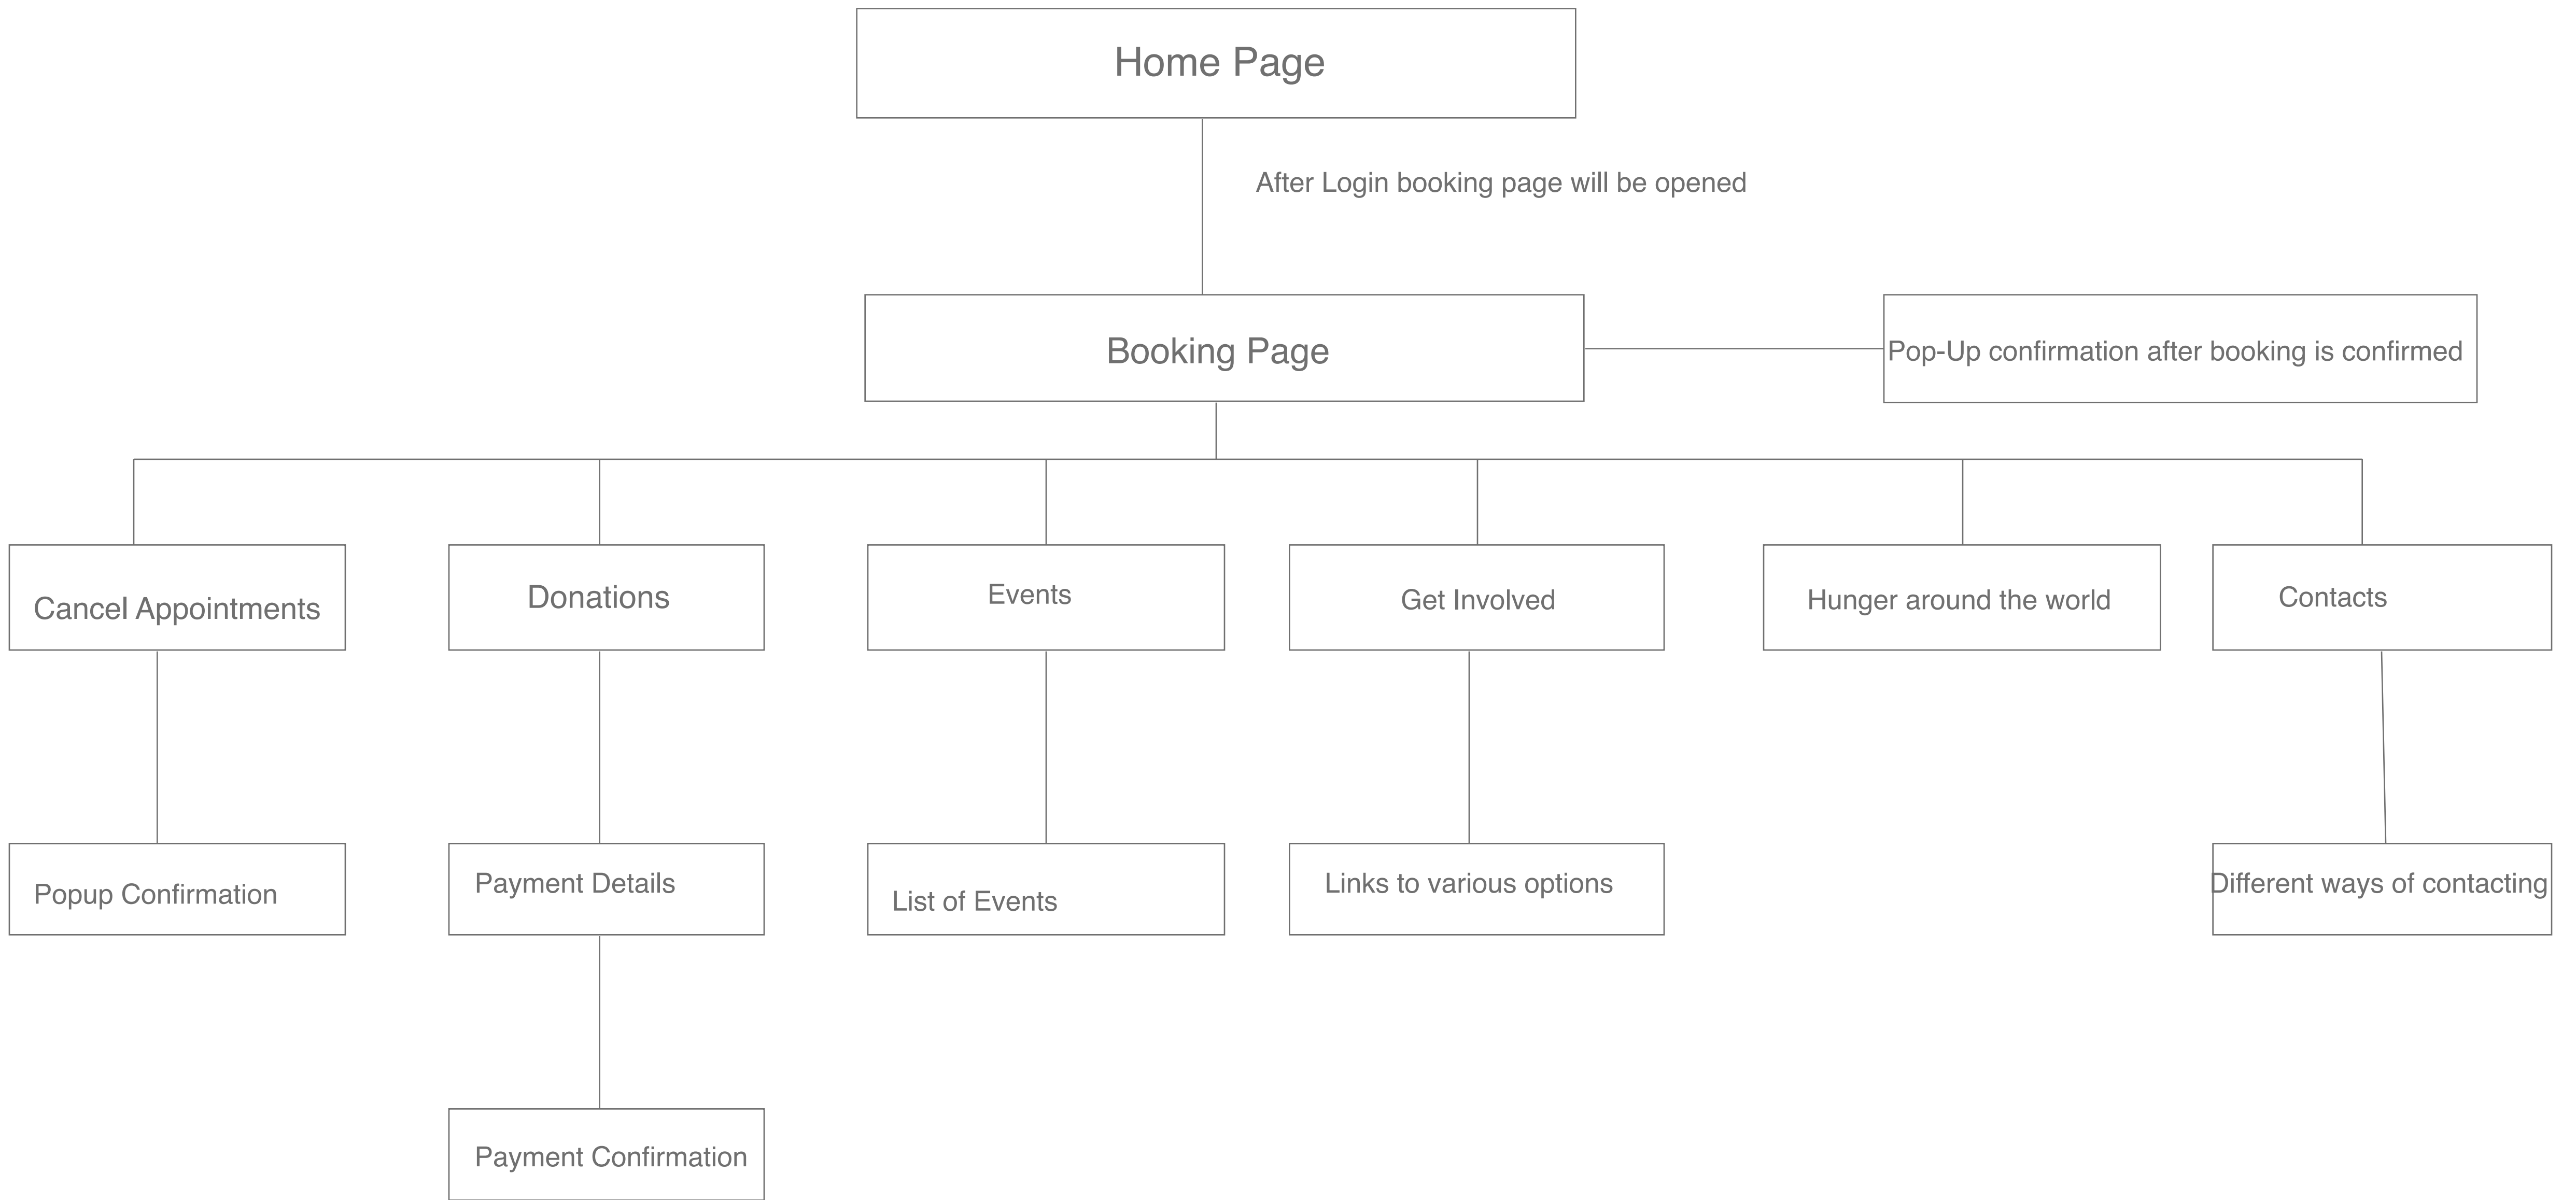 Home Page
After Login booking page will be opened
Booking Page
Pop-Up confirmation after booking is confirmed
Cancel Appointments
Donations
Events
Get Involved
Hunger around the world
Contacts
Popup Confirmation
Payment Details
List of Events
Links to various options
Different ways of contacting
Payment Confirmation